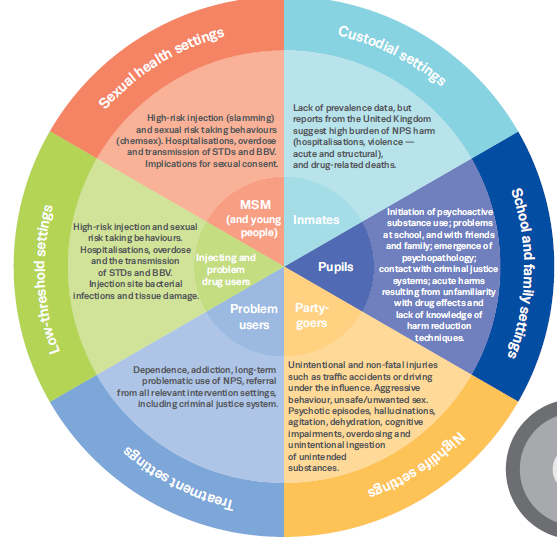 Sexual health settings
High-risk injection (slamming)
and sexual risk taking behaviours
(chemsex). Hospitalisations, overdose
and transmission of STDs and BBV.
Implications for sexual consent.
MSM
(and young
people)
Custodial settings
Lack of prevalence data, but
reports from the United Kingdom
suggest high burden of NPS harm
(hospitalisations, violence —
acute and structural),
and drug-related deaths.
Inmates
School and family settings
Initiation of psychoactive
substance use; problems
at school, and with friends
and family; emergence of
psychopathology;
contact with criminal justice
systems; acute harms
resulting from unfamiliarity
with drug effects and
lack of knowledge of
harm reduction
techniques.
Pupils
Nightlife settings
Party-
goers
Unintentional and non-fatal injuries
such as traffic accidents or driving
under the influence. Aggressive
behaviour, unsafe/unwanted sex.
Psychotic episodes, hallucinations,
agitation, dehydration, cognitive
impairments, overdosing and
unintentional ingestion
of unintended
substances.
Treatment settings
Problem
users
Dependence, addiction, long-term
problematic use of NPS, referral
from all relevant intervention settings,
including criminal justice system.
Low-threshold settings
High-risk injection and sexual
risk taking behaviours.
Hospitalisations, overdose
and the transmission
of STDs and BBV.
Injection site bacterial
infections and tissue damage.
Injecting and
problem
drug users